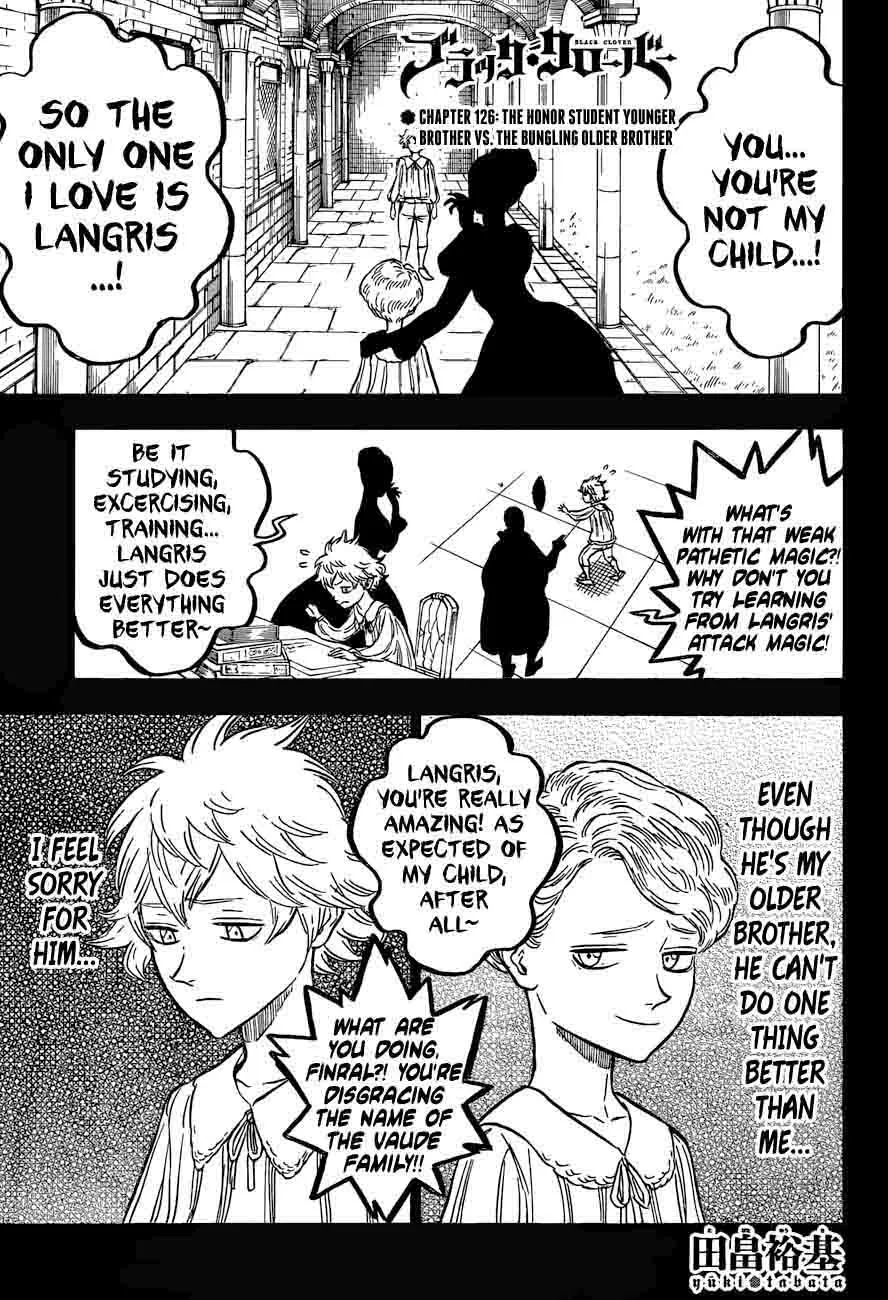 BLACK CLOVER
ブラック・クローバー
CHAPTER 126: THE HONOR STUDENT YOUNGER
BROTHER VS. THE BUNGLING OLDER BROTHER
YOU...
YOU'RE
NOT MY
CHILD...!
SO THE
ONLY ONE
I LOVE IS
LANGRIS
...!
WHAT'S
WITH THAT WEAK
PATHETIC MAGIC?!
WHY DON'T YOU
TRY LEARNING
FROM LANGRIS'
ATTACK MAGIC!
BE IT
STUDYING,
EXCERCISING,
TRAINING...
LANGRIS
JUST DOES
EVERYTHING
BETTER~
EVEN
THOUGH
HE'S MY
OLDER
BROTHER,
HE CAN'T
DO ONE
THING
BETTER
THAN
ME...
LANGRIS,
YOU'RE REALLY
AMAZING! AS
EXPECTED OF
MY CHILD,
AFTER
ALL~
WHAT ARE
YOU DOING,
FINRAL?! YOU'RE
DISGRACING
THE NAME OF
THE VAUDE
FAMILY!!
I FEEL
SORRY
FOR
HIM...
田畠裕基
yūki tabata